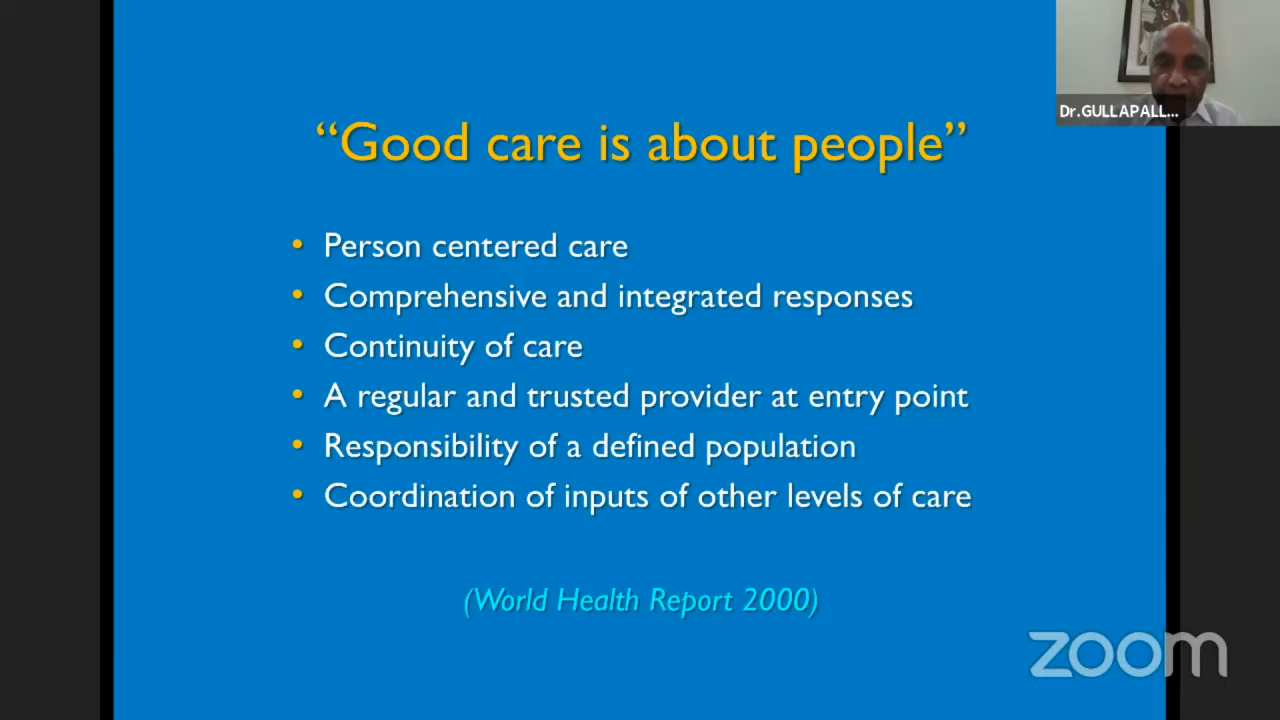 Dr.GULLAPALL...
“Good care is about people”
• Person centered care
• Comprehensive and integrated responses
• Continuity of care
• A regular and trusted provider at entry point
• Responsibility of a defined population
• Coordination of inputs of other levels of care
(World Health Report 2000)
zoom